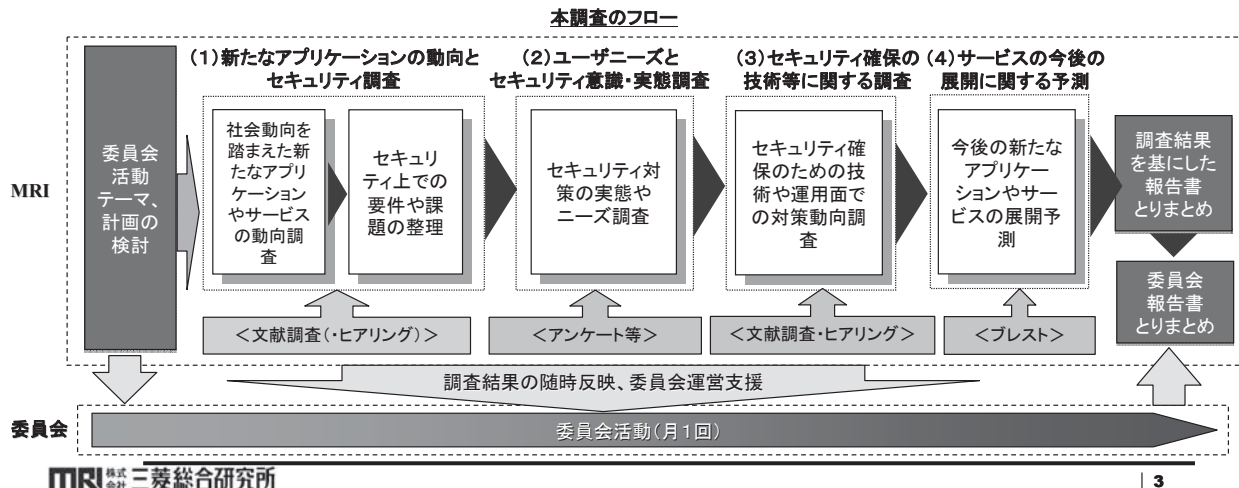 本調査のフロー
(1)新たなアプリケーションの動向と
セキュリティ調査
(2)ユーザニーズと
セキュリティ意識・実態調査
(3)セキュリティ確保の
技術等に関する調査
(4)サービスの今後の
展開に関する予測
MRI
委員会
活動
テーマ、
計画の
検討
社会動向を
踏まえた新
たなアプリ
ケーション
やサービス
の動向調
査
セキュリ
ティ上での
要件や課
題の整理
セキュリティ対
策の実態や
ニーズ調査
セキュリティ確
保のための技
術や運用面で
の対策動向調
査
今後の新たな
アプリケー
ションやサー
ビスの展開予
測
調査結果
を基にした
報告書
とりまとめ
委員会
報告書
とりまとめ
<文献調査(・ヒアリング)>
<アンケート等>
<文献調査・ヒアリング>
<ブレスト>
調査結果の随時反映、委員会運営支援
委員会
委員会活動(月1回)
MRI 株式会社 三菱総合研究所
3